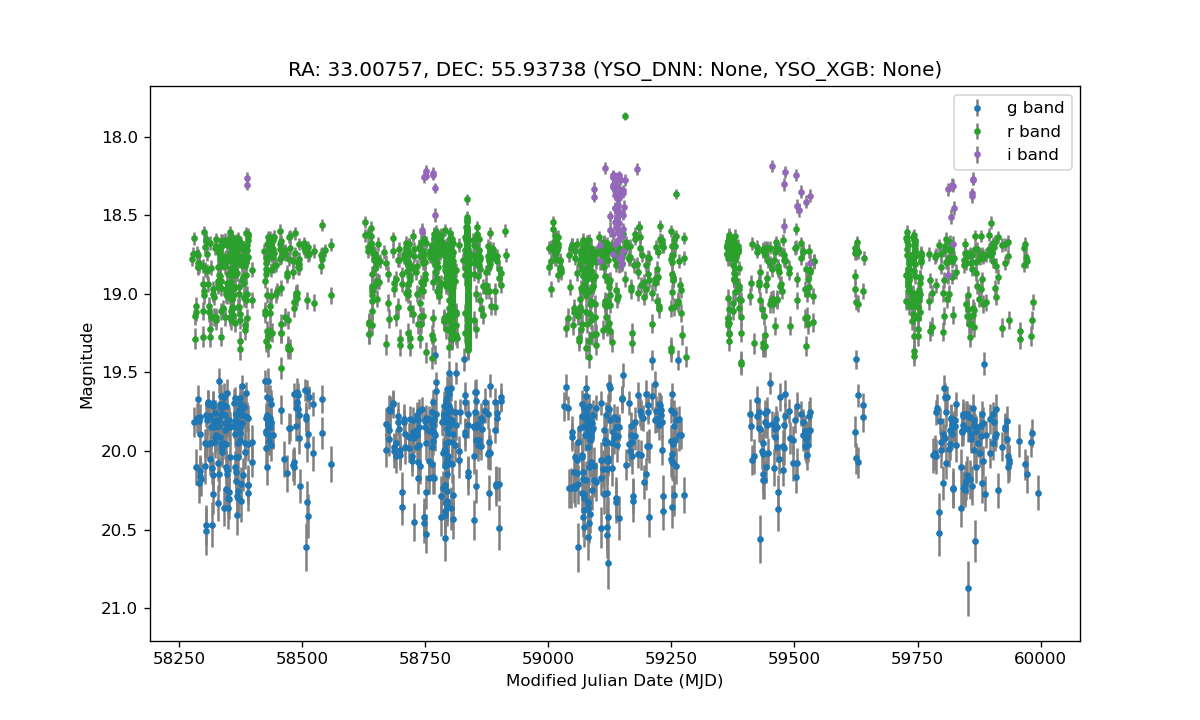 RA: 33.00757, DEC: 55.93738 (YSO_DNN: None, YSO_XGB: None)
g band
r band
i band
18.0
18.5
19.0
19.5
20.0
20.5
21.0
Magnitude
58250 58500 58750 59000 59250 59500 59750 60000
Modified Julian Date (MJD)